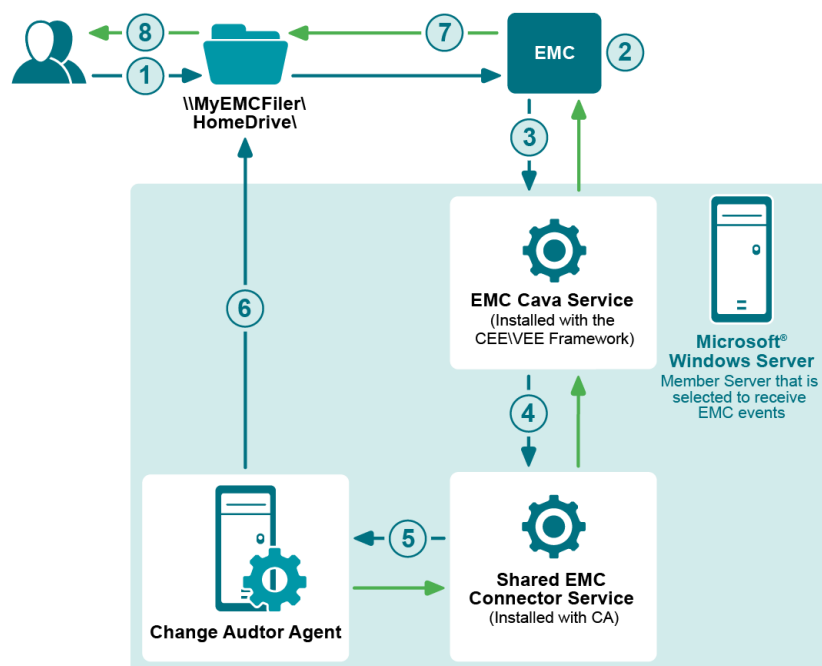 8
7
1
EMC
2
\\MyEMCFiler\
HomeDrive\
3
EMC Cava Service
(Installed with the
CEE\VEE Framework)
Microsoft®
Windows Server
Member Server that is
selected to receive
EMC events
6
4
5
Change Audtor Agent
Shared EMC
Connector Service
(Installed with CA)